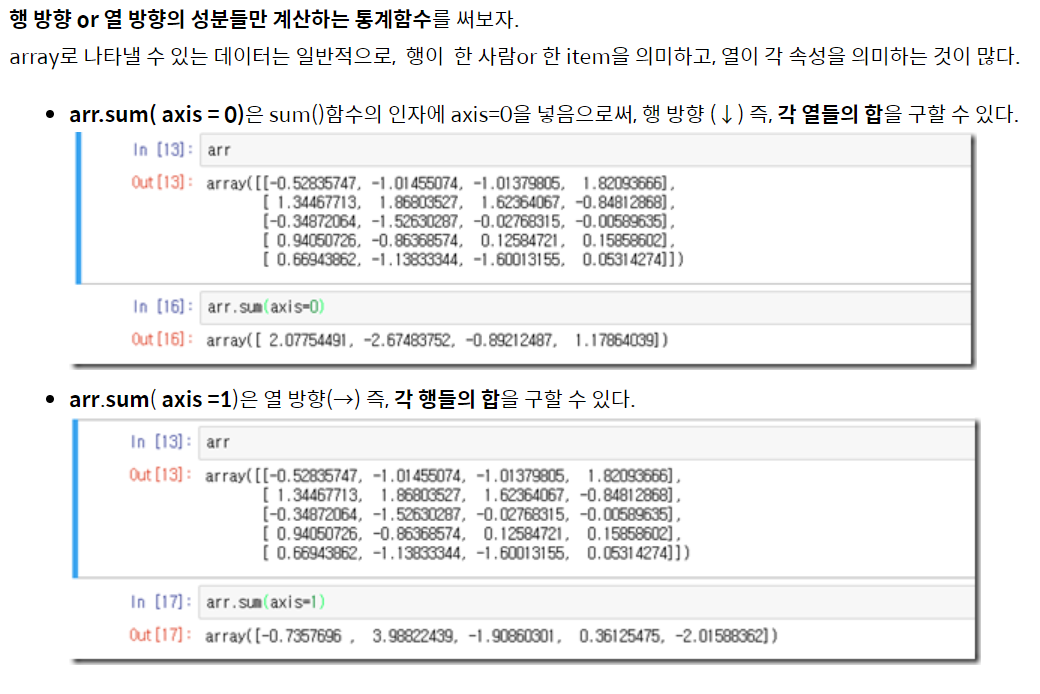 행 방향 or 열 방향의 성분들만 계산하는 통계함수를 써보자.
array로 나타낼 수 있는 데이터는 일반적으로, 행이 한 사람or 한 item을 의미하고, 열이 각 속성을 의미하는 것이 많다.
• arr.sum( axis = 0)은 sum()함수의 인자에 axis=0을 넣음으로써, 행 방향 (↓) 즉, 각 열들의 합을 구할 수 있다.
In [13]: arr
Out[13]: array([[-0.52835747, -1.01455074, -1.01379805, 1.82093666],
[ 1.34467713, 1.86803527, 1.62364067, -0.84812868],
[-0.34872064, -1.52630287, -0.02768315, -0.00589635],
[ 0.94050726, -0.86368574, 0.12584721, 0.15858602],
[ 0.66943862, -1.13833344, -1.60013155, 0.05314274]])
In [16]: arr.sum(axis=0)
Out[16]: array([ 2.07754491, -2.67483752, -0.89212487, 1.17864039])
• arr.sum( axis =1)은 열 방향(→) 즉, 각 행들의 합을 구할 수 있다.
In [13]: arr
Out[13]: array([[-0.52835747, -1.01455074, -1.01379805, 1.82093666],
[ 1.34467713, 1.86803527, 1.62364067, -0.84812868],
[-0.34872064, -1.52630287, -0.02768315, -0.00589635],
[ 0.94050726, -0.86368574, 0.12584721, 0.15858602],
[ 0.66943862, -1.13833344, -1.60013155, 0.05314274]])
In [17]: arr.sum(axis=1)
Out[17]: array([-0.7357696 , 3.98822439, -1.90860301, 0.36125475, -2.01588362])